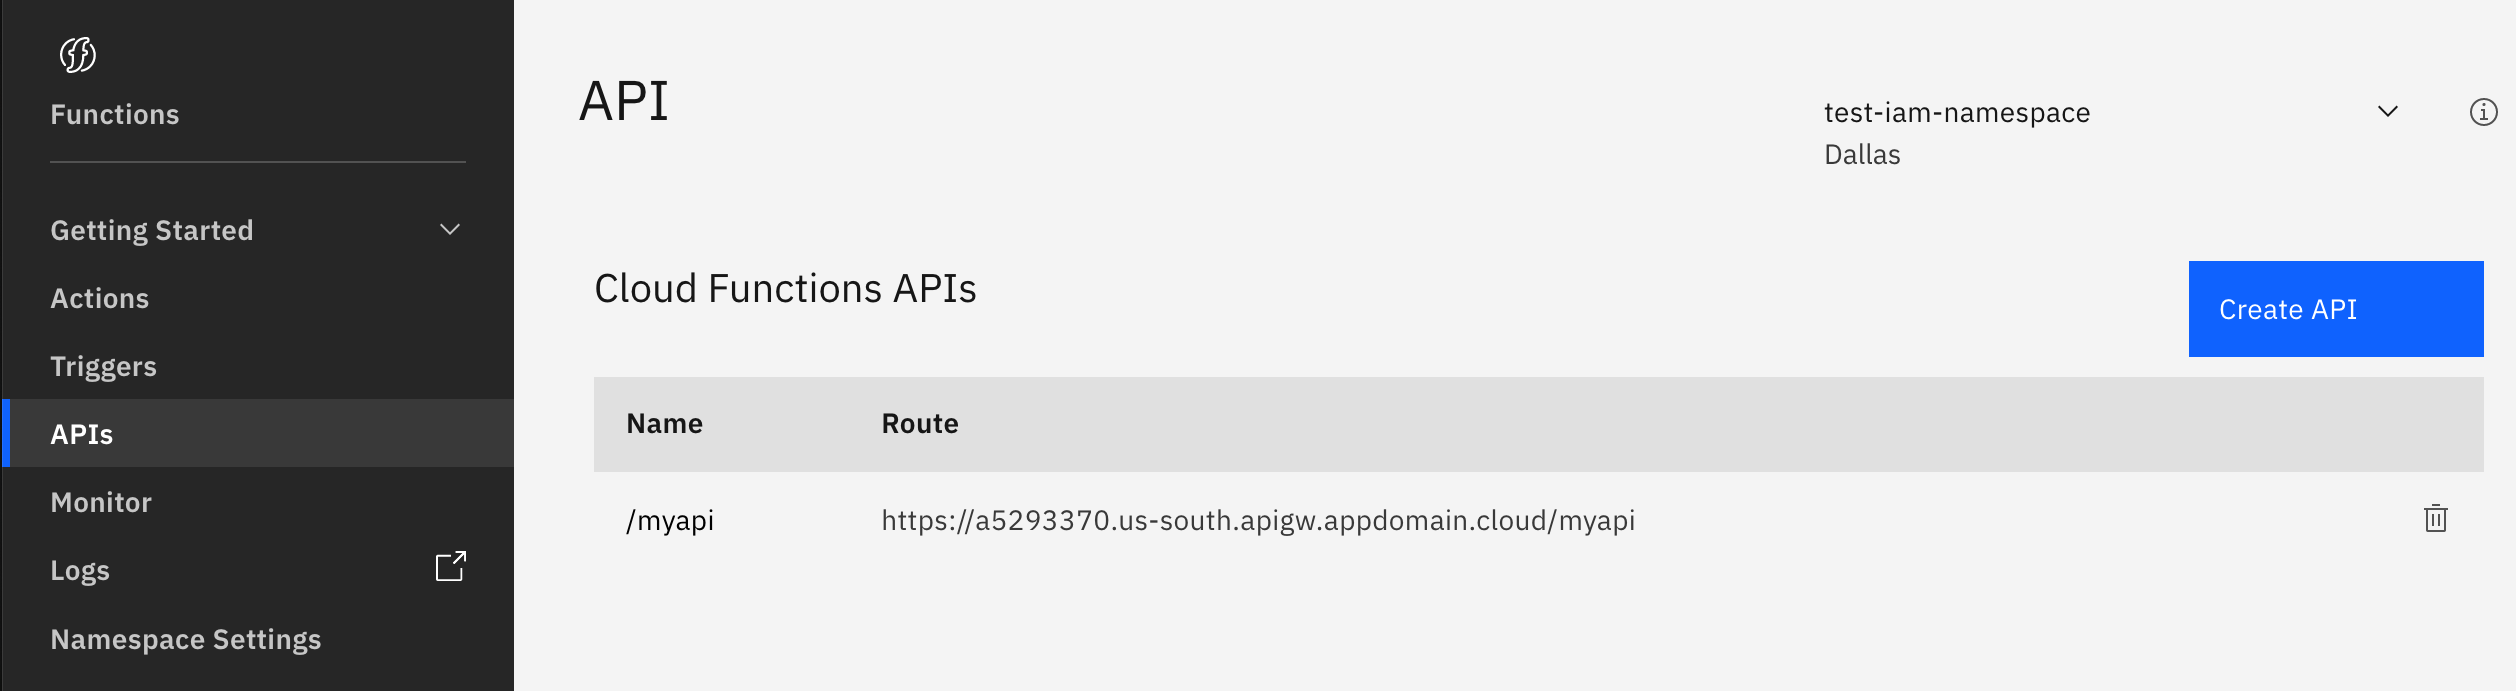 Functions
Getting Started
Actions
Triggers
APIs
Monitor
Logs
Namespace Settings
API
test-iam-namespace
Dallas
Cloud Functions APIs
Create API
Name Route
/myapi https://a5293370.us-south.apigw.appdomain.cloud/myapi